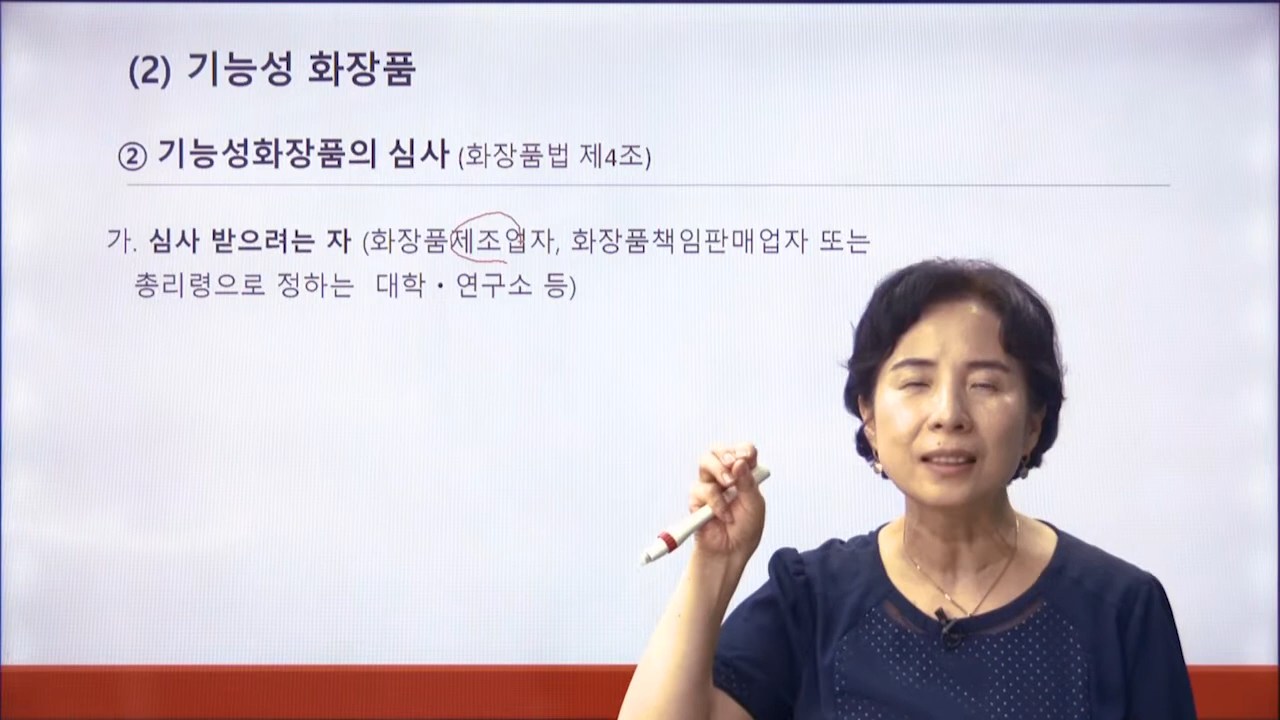 (2) 기능성 화장품
② 기능성화장품의 심사 (화장품법 제4조)
가. 심사 받으려는 자 (화장품제조업자, 화장품책임판매업자 또는
총리령으로 정하는 대학・연구소 등)